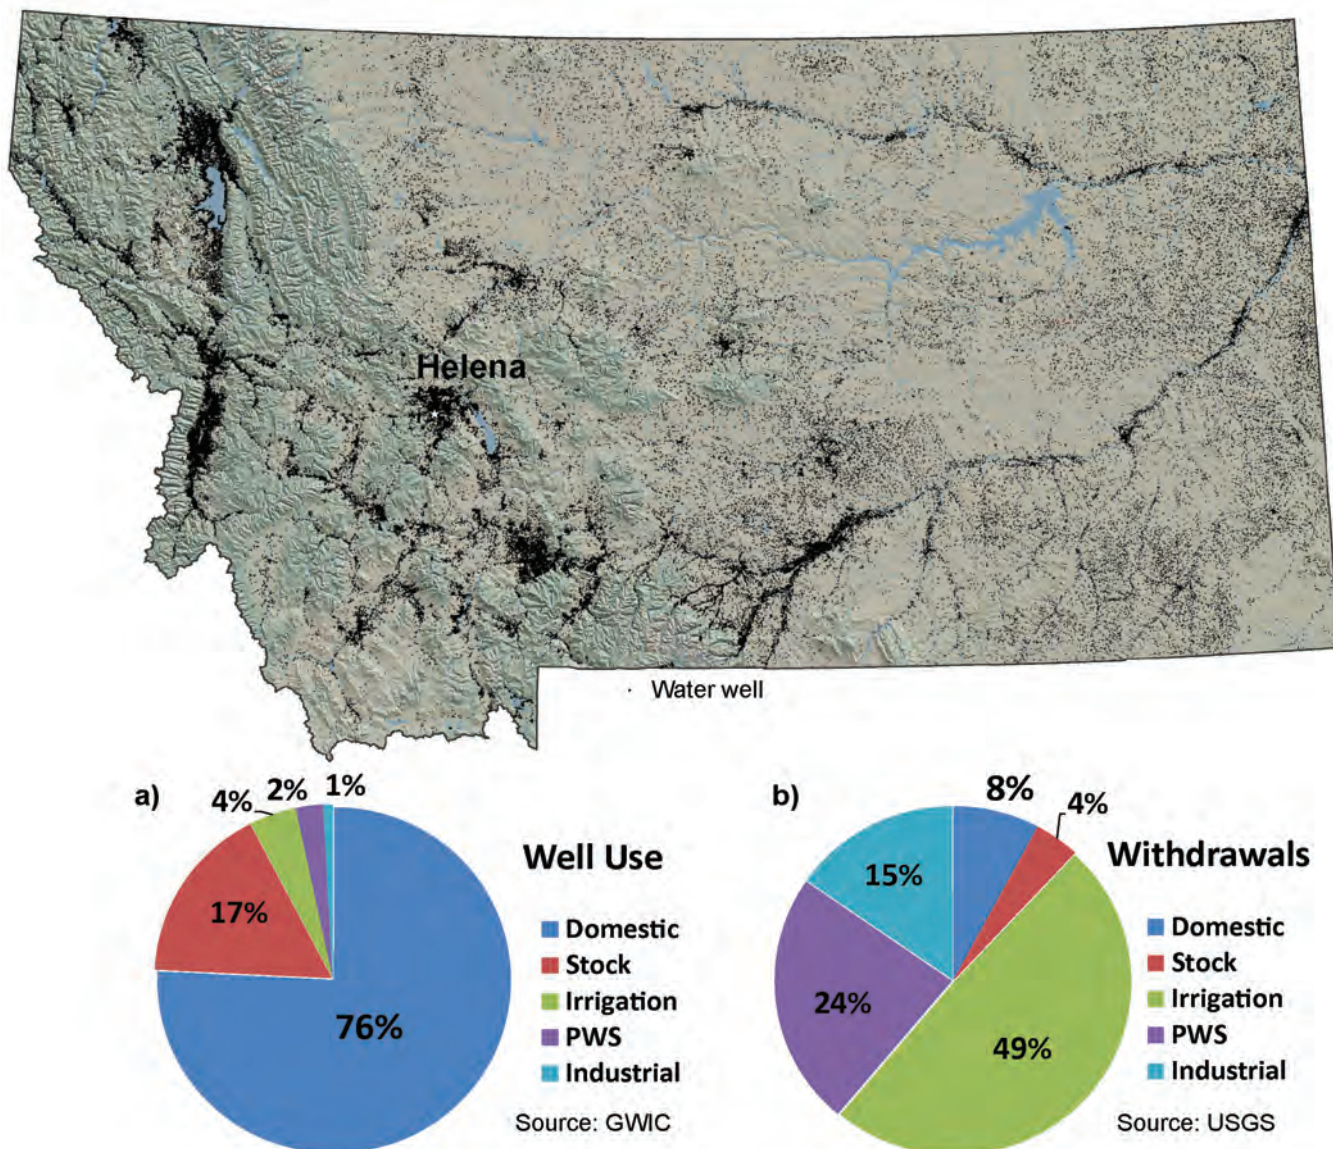 Helena
Water well
a)
4%
2%
1%
17%
76%
Well Use
Domestic
Stock
Irrigation
PWS
Industrial
Source: GWIC
b)
8%
4%
15%
24%
49%
Withdrawals
Domestic
Stock
Irrigation
PWS
Industrial
Source: USGS